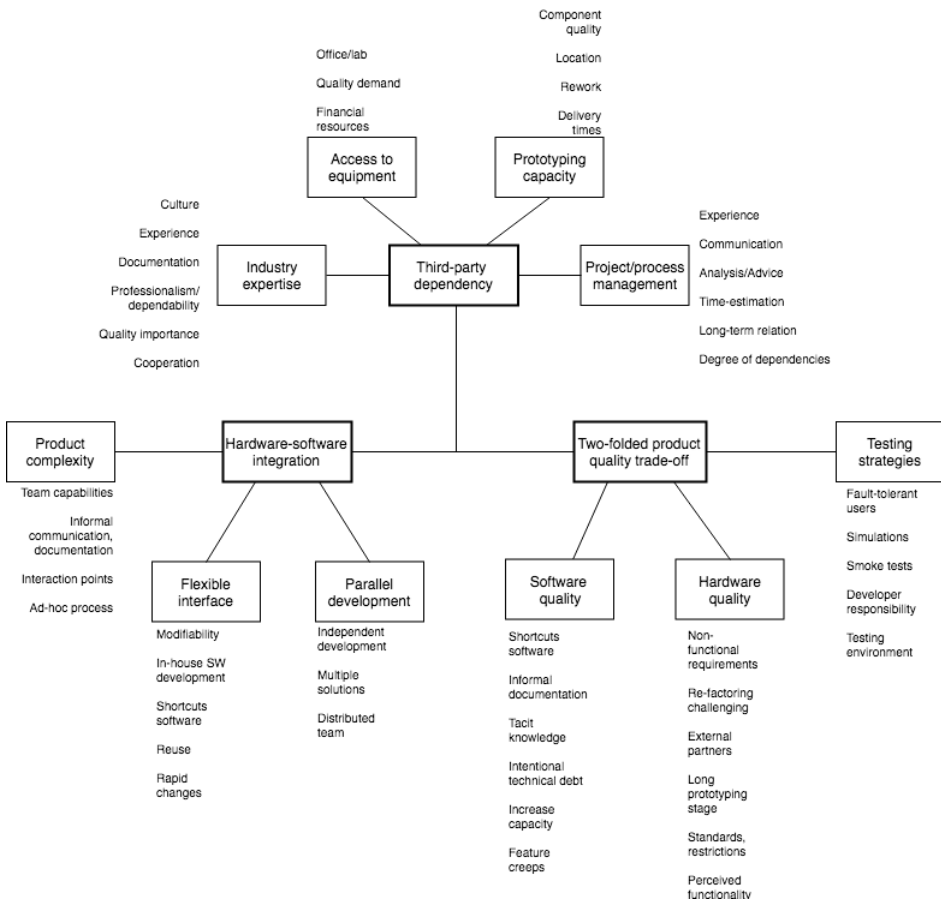 Component
quality
Location
Rework
Delivery
times
Office/lab
Quality demand
Financial
resources
Access to
equipment
Prototyping
capacity
Culture
Experience
Documentation
Professionalism/
dependability
Quality importance
Cooperation
Industry
expertise
Third-party
dependency
Project/process
management
Experience
Communication
Analysis/Advice
Time-estimation
Long-term relation
Degree of dependencies
Product
complexity
Team capabilities
Informal
communication,
documentation
Interaction points
Ad-hoc process
Hardware-software
integration
Two-folded product
quality trade-off
Testing
strategies
Fault-tolerant
users
Simulations
Smoke tests
Developer
responsibility
Testing
environment
Flexible
interface
Modifiability
In-house SW
development
Shortcuts
software
Reuse
Rapid
changes
Parallel
development
Independent
development
Multiple
solutions
Distributed
team
Software
quality
Shortcuts
software
Informal
documentation
Tacit
knowledge
Intentional
technical debt
Increase
capacity
Feature
creeps
Hardware
quality
Non-
functional
requirements
Re-factoring
challenging
External
partners
Long
prototyping
stage
Standards,
restrictions
Perceived
functionality